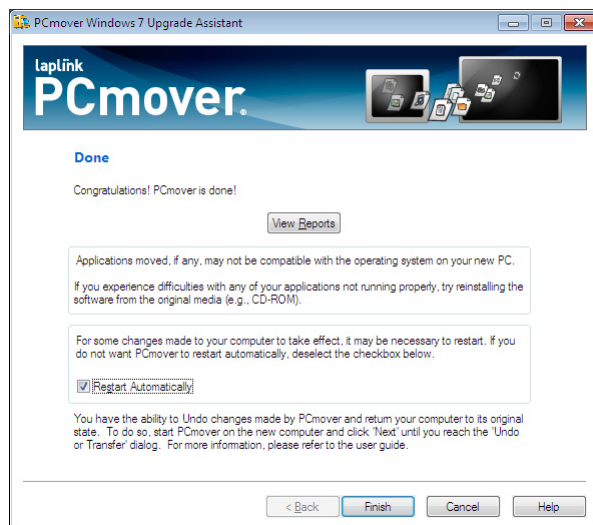 PCmover Windows 7 Upgrade Assistant
laplink
PCmover.
Done
Congratulations! PCmover is done!
View Reports
Applications moved, if any, may not be compatible with the operating system on your new PC.
If you experience difficulties with any of your applications not running properly, try reinstalling the
software from the original media (e.g., CD-ROM).
For some changes made to your computer to take effect, it may be necessary to restart. If you
do not want PCmover to restart automatically, deselect the checkbox below.
Restart Automatically
You have the ability to Undo changes made by PCmover and return your computer to its original
state. To do so, start PCmover on the new computer and click 'Next' until you reach the 'Undo
or Transfer' dialog. For more information, please refer to the user guide.
< Back
Finish
Cancel
Help